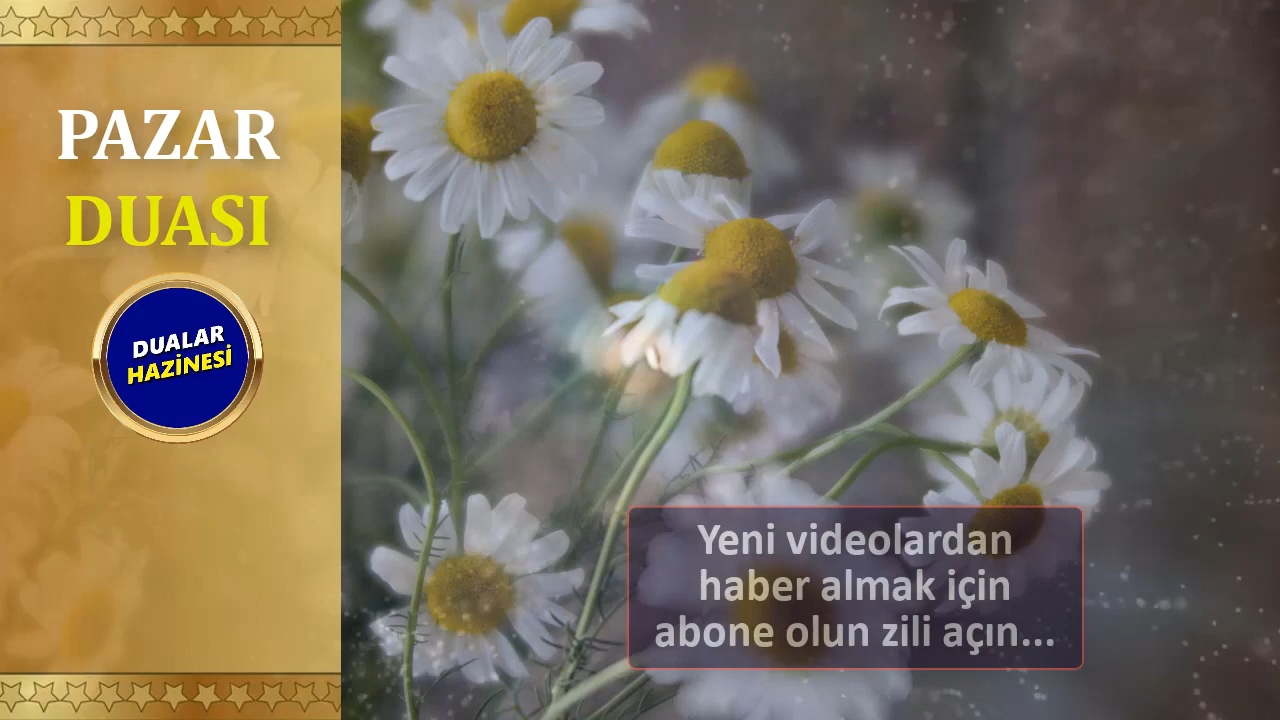 PAZAR
DUASI
DUALAR
HAZİNESİ
Yeni videolardan
haber almak için
abone olun zili açın...